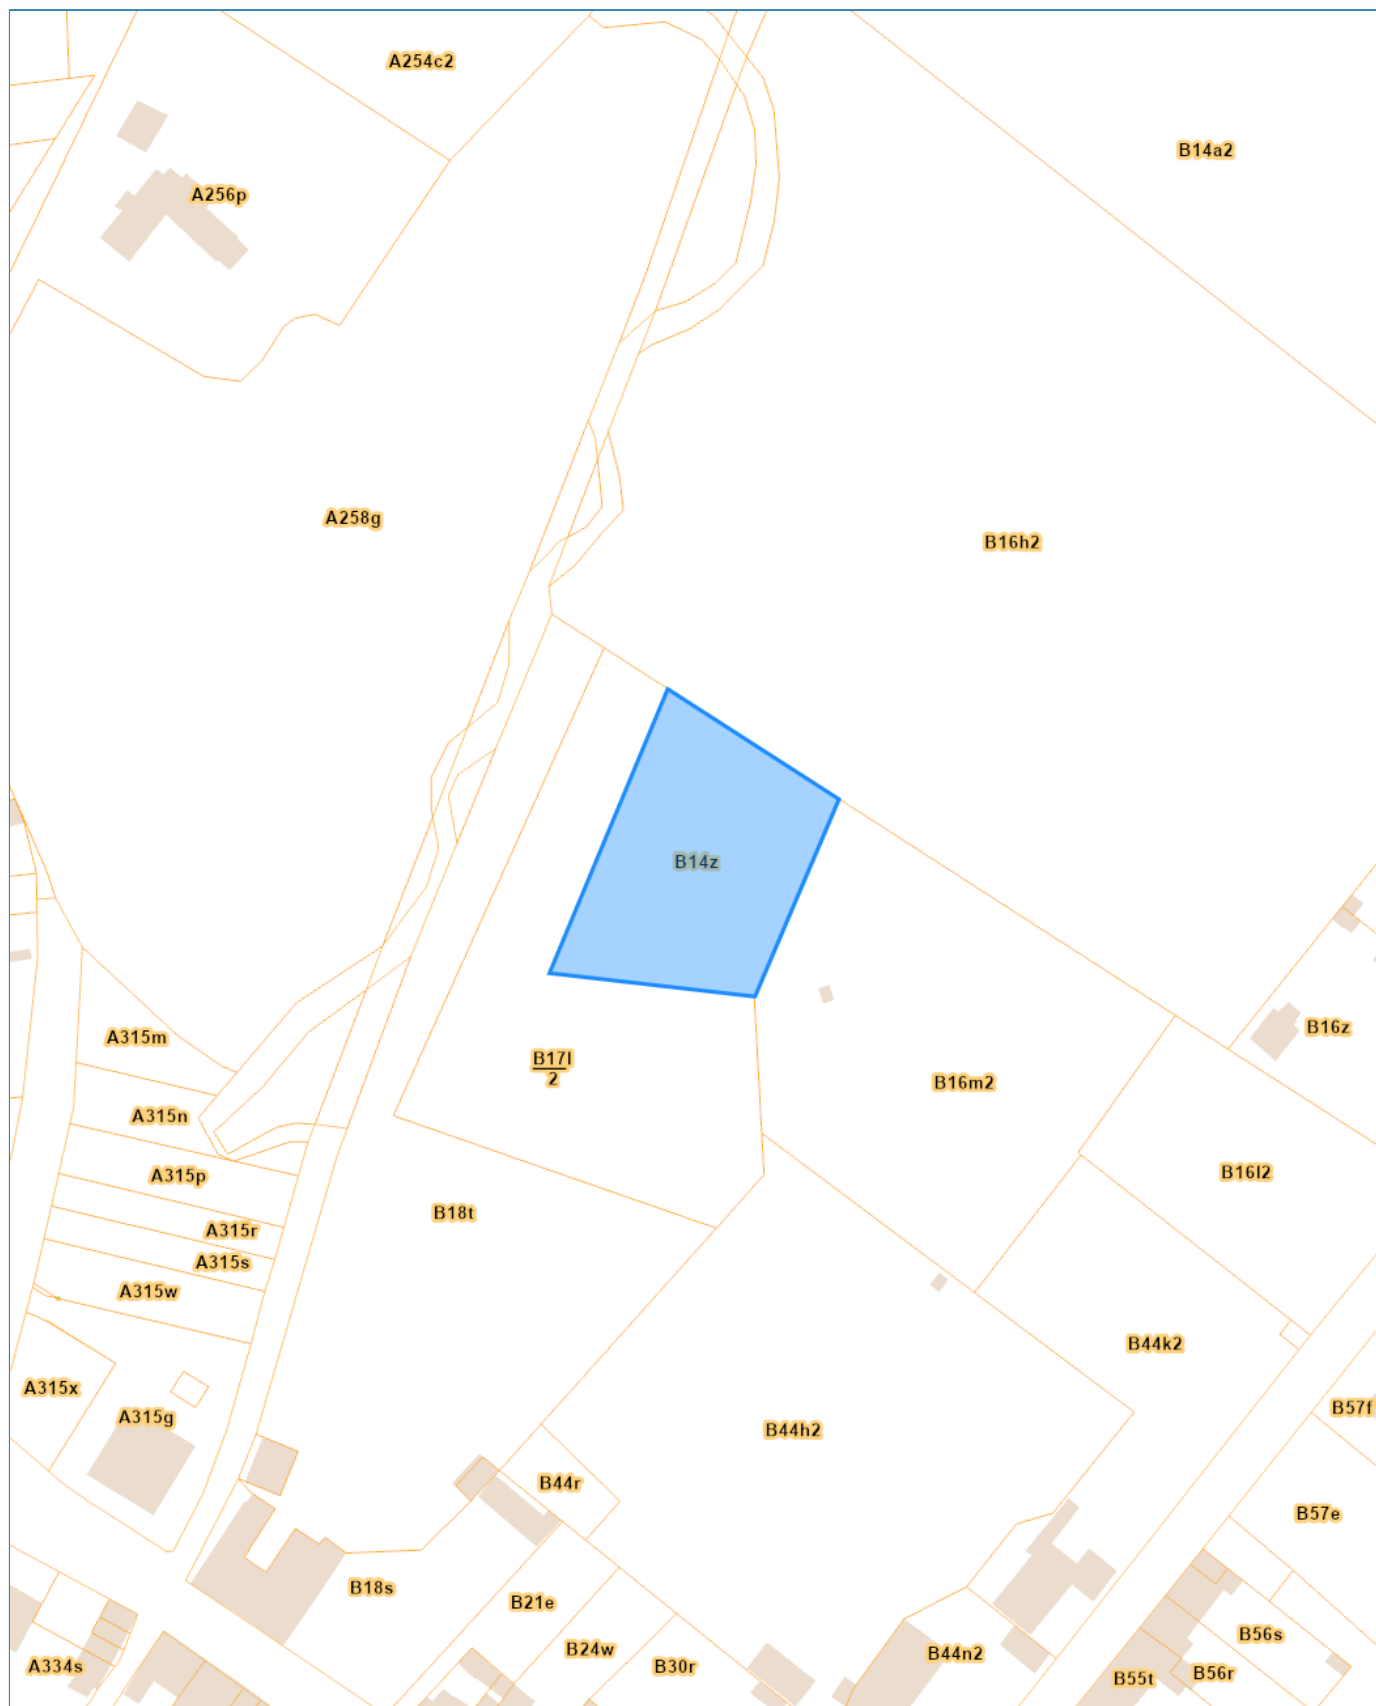 A254c2
B14a2
A256p
A258g
B16h2
B14z
B16z
A315m
B17l
2
B16m2
A315n
A315p
B16l2
B18t
A315r
A315s
A315w
B44k2
A315x
B57f
A315g
B44h2
B44r
B57e
B18s
B21e
B56s
B24w
B44n2
A334s
B30r
B56r
B55t